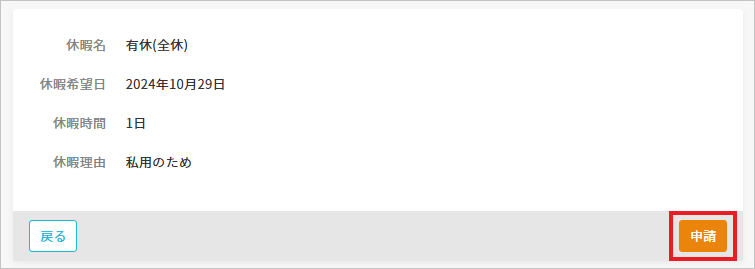 休暇名 有休(全休)
休暇希望日 2024年10月29日
休暇時間 1日
休暇理由 私用のため
戻る 申請